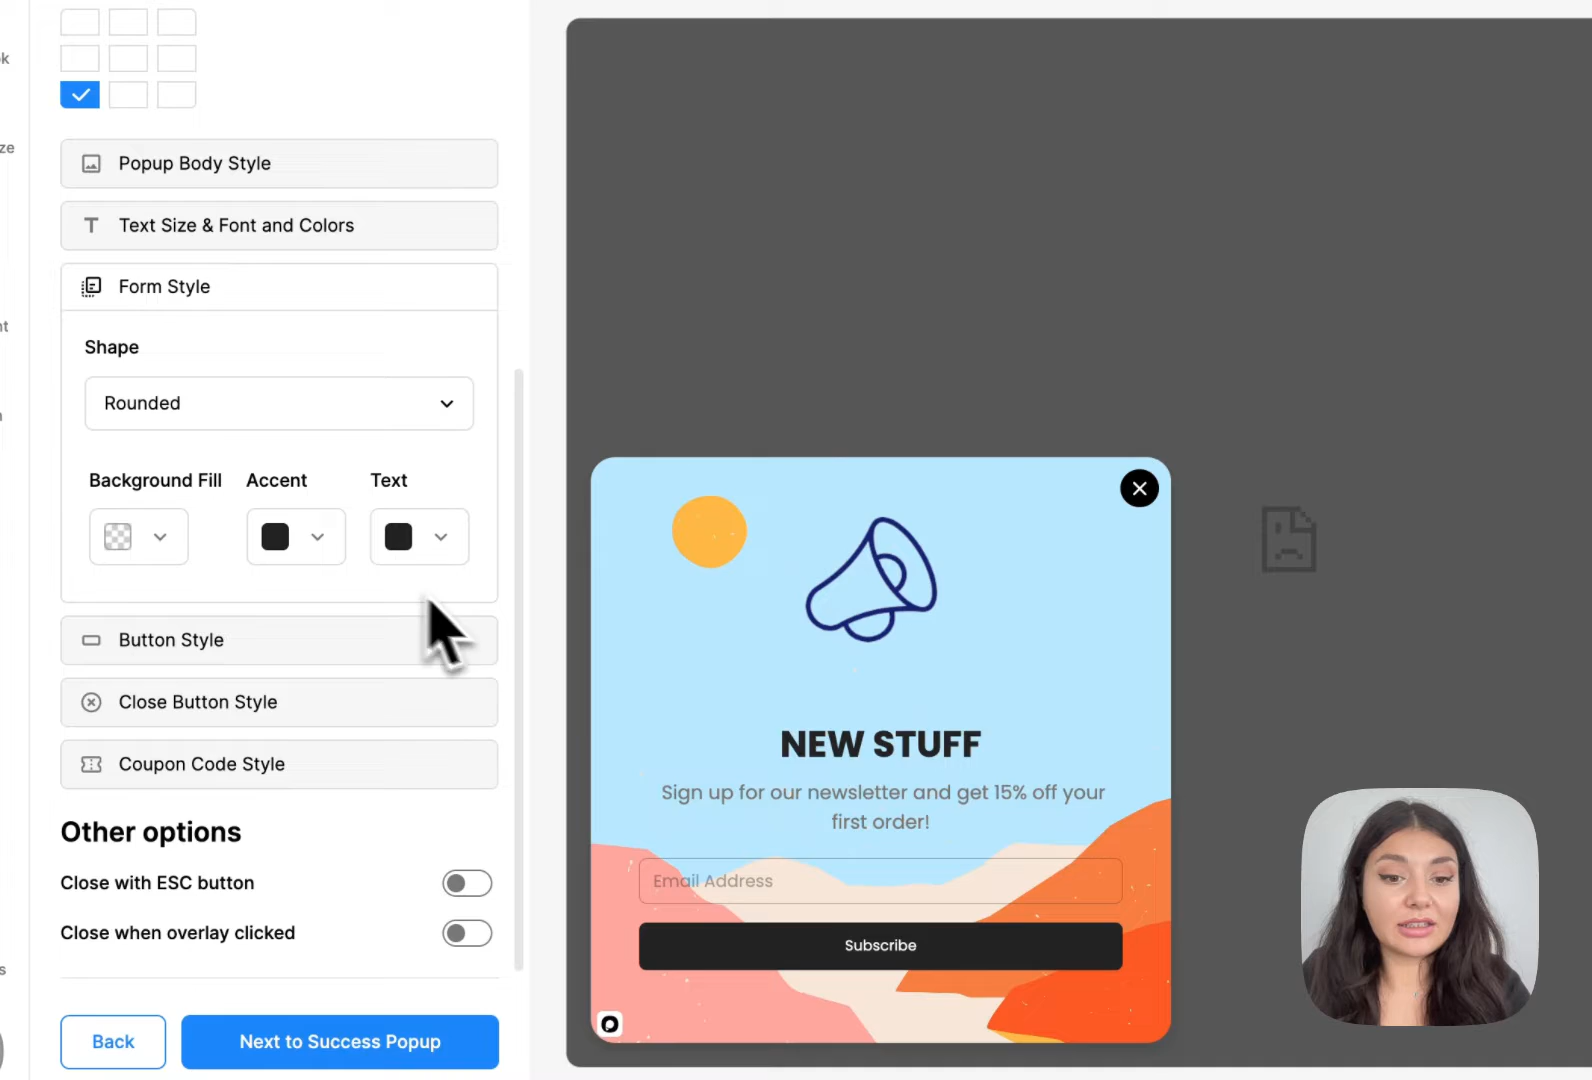 k
Popup Body Style
ze
Text Size & Font and Colors
Form Style
nt
Shape
Rounded
Background Fill
Accent
Text
Button Style
Close Button Style
Coupon Code Style
Other options
Close with ESC button
Close when overlay clicked
s
Back
Next to Success Popup
NEW STUFF
Sign up for our newsletter and get 15% off your
first order!
Email Address
Subscribe